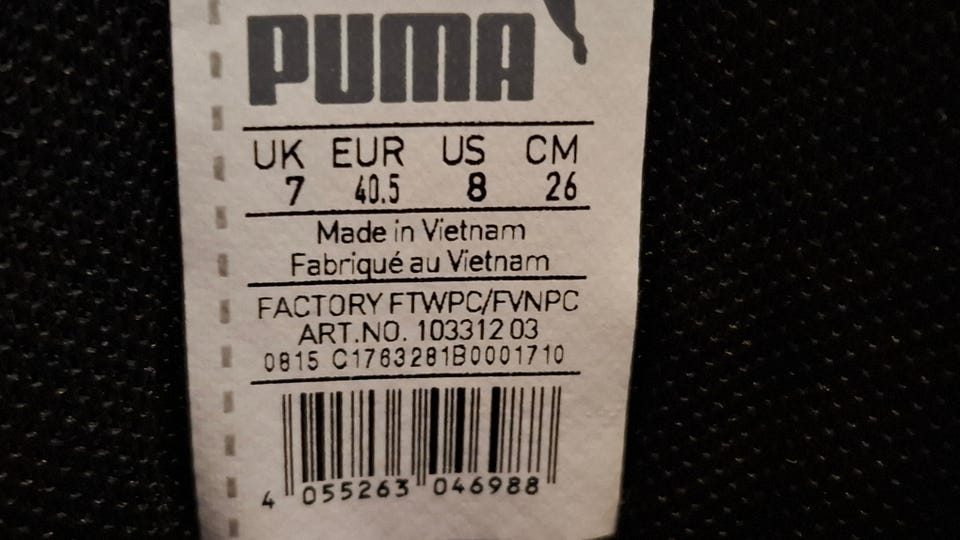 PUMA
UK EUR US CM
7 40.5 8 26
Made in Vietnam
Fabriqué au Vietnam
FACTORY FTWPC/FVNPC
ART.NO. 103312 03
0815 C1763281B0001710
4 055263 046988